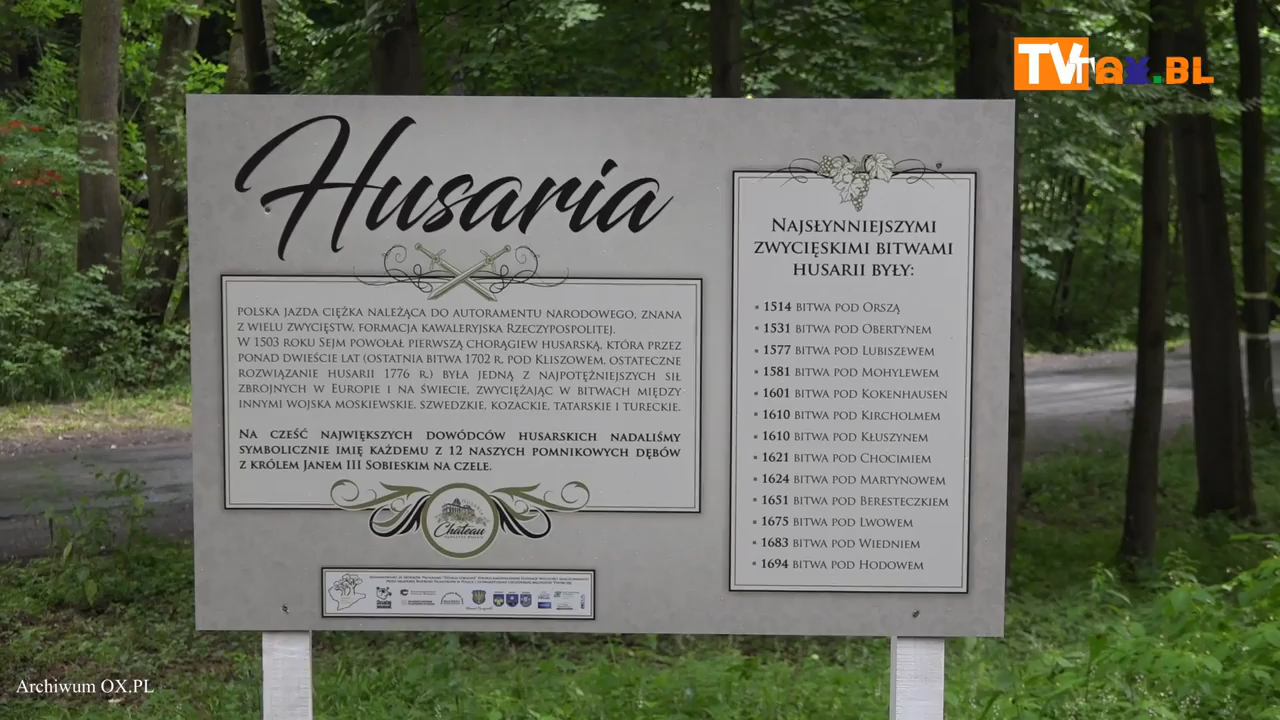 TVtox.BL
Husaria
POLSKA JAZDA CIĘŻKA NALEŻĄCA DO AUTORAMENTU NARODOWEGO, ZNANA
Z WIELU ZWYCIĘSTW, FORMACJA KAWALERYJSKA RZECZYPOSPOLITEJ.
W 1503 ROKU SEJM POWOŁAŁ PIERWSZĄ CHORĄGIEW HUSARSKĄ, KTÓRA PRZEZ
PONAD DWIEŚCIE LAT (OSTATNIA BITWA 1702 R. POD KLISZOWEM, OSTATECZNE
ROZWIĄZANIE HUSARII 1776 R.) BYŁA JEDNĄ Z NAJPOTĘŻNIEJSZYCH SIŁ
ZBROJNYCH W EUROPIE I NA ŚWIECIE, ZWYCIĘŻAJĄC W BITWACH MIĘDZY
INNYMI WOJSKA MOSKIEWSKIE, SZWEDZKIE, KOZACKIE, TATARSKIE I TURECKIE.
NA CZEŚĆ NAJWIĘKSZYCH DOWÓDCÓW HUSARSKICH NADALIŚMY
SYMBOLICZNIE IMIĘ KAŻDEMU Z 12 NASZYCH POMNIKOWYCH DĘBÓW
Z KRÓLEM JANEM III SOBIESKIM NA CZELE.
Chateau
NAJSŁYNNIEJSZYMI
ZWYCIĘSKIMI BITWAMI
HUSARII BYŁY:
▪ 1514 BITWA POD ORSZĄ
▪ 1531 BITWA POD OBERTYNEM
▪ 1577 BITWA POD LUBISZEWEM
▪ 1581 BITWA POD MOHYLEWEM
▪ 1601 BITWA POD KOKENHAUSEN
▪ 1610 BITWA POD KIRCHOLMEM
▪ 1610 BITWA POD KŁUSZYNEM
▪ 1621 BITWA POD CHOCIMIEM
▪ 1624 BITWA POD MARTYNOWEM
▪ 1651 BITWA POD BERESTECZKIEM
▪ 1675 BITWA POD LWOWEM
▪ 1683 BITWA POD WIEDNIEM
▪ 1694 BITWA POD HODOWEM
Archiwum OX.PL